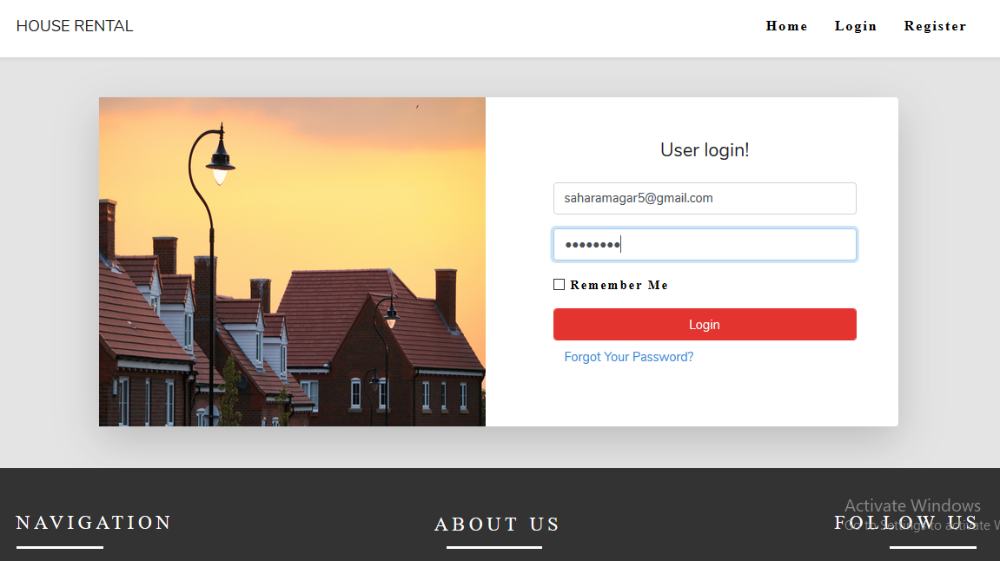 HOUSE RENTAL
Home Login Register
User login!
saharamagar5@gmail.com
••••••••
Remember Me
Login
Forgot Your Password?
NAVIGATION
ABOUT US
FOLLOW US
Activate Windows
Go to Settings to activate W